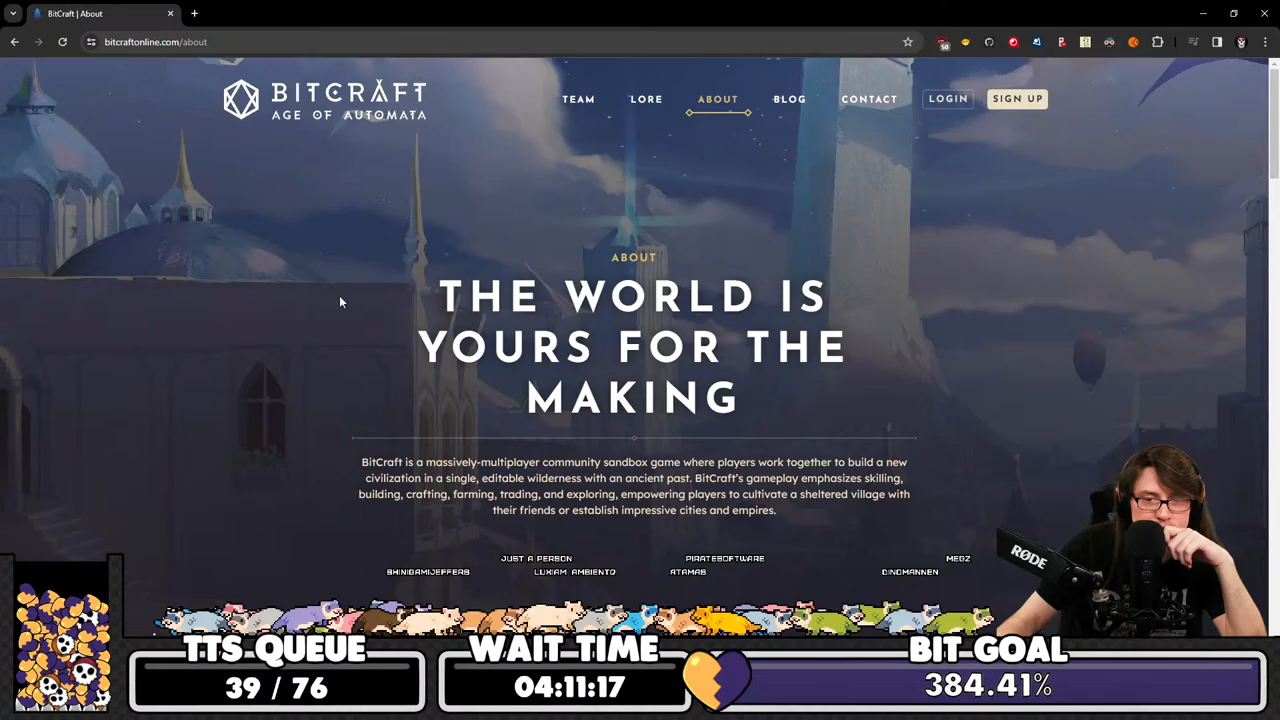 BitCraft | About
bitcraftonline.com/about
50
BITCRAFT
AGE OF AUTOMATA
TEAM
LORE
ABOUT
BLOG
CONTACT
LOGIN
SIGN UP
ABOUT
THE WORLD IS
YOURS FOR THE
MAKING
BitCraft is a massively-multiplayer community sandbox game where players work together to build a new
civilization in a single, editable wilderness with an ancient past. BitCraft's gameplay emphasizes skilling,
building, crafting, farming, trading, and exploring, empowering players to cultivate a sheltered village with
their friends or establish impressive cities and empires.
JUST A PERSON
PIRATESOFTWARE
MEGZ
SHINIGAMIJEFFERS
LUXIAM AMBIENTO
ATAMAB
DINDMANNEN
RØDE
TTS QUEUE
39 / 76
WAIT TIME
04:11:17
BIT GOAL
384.41%